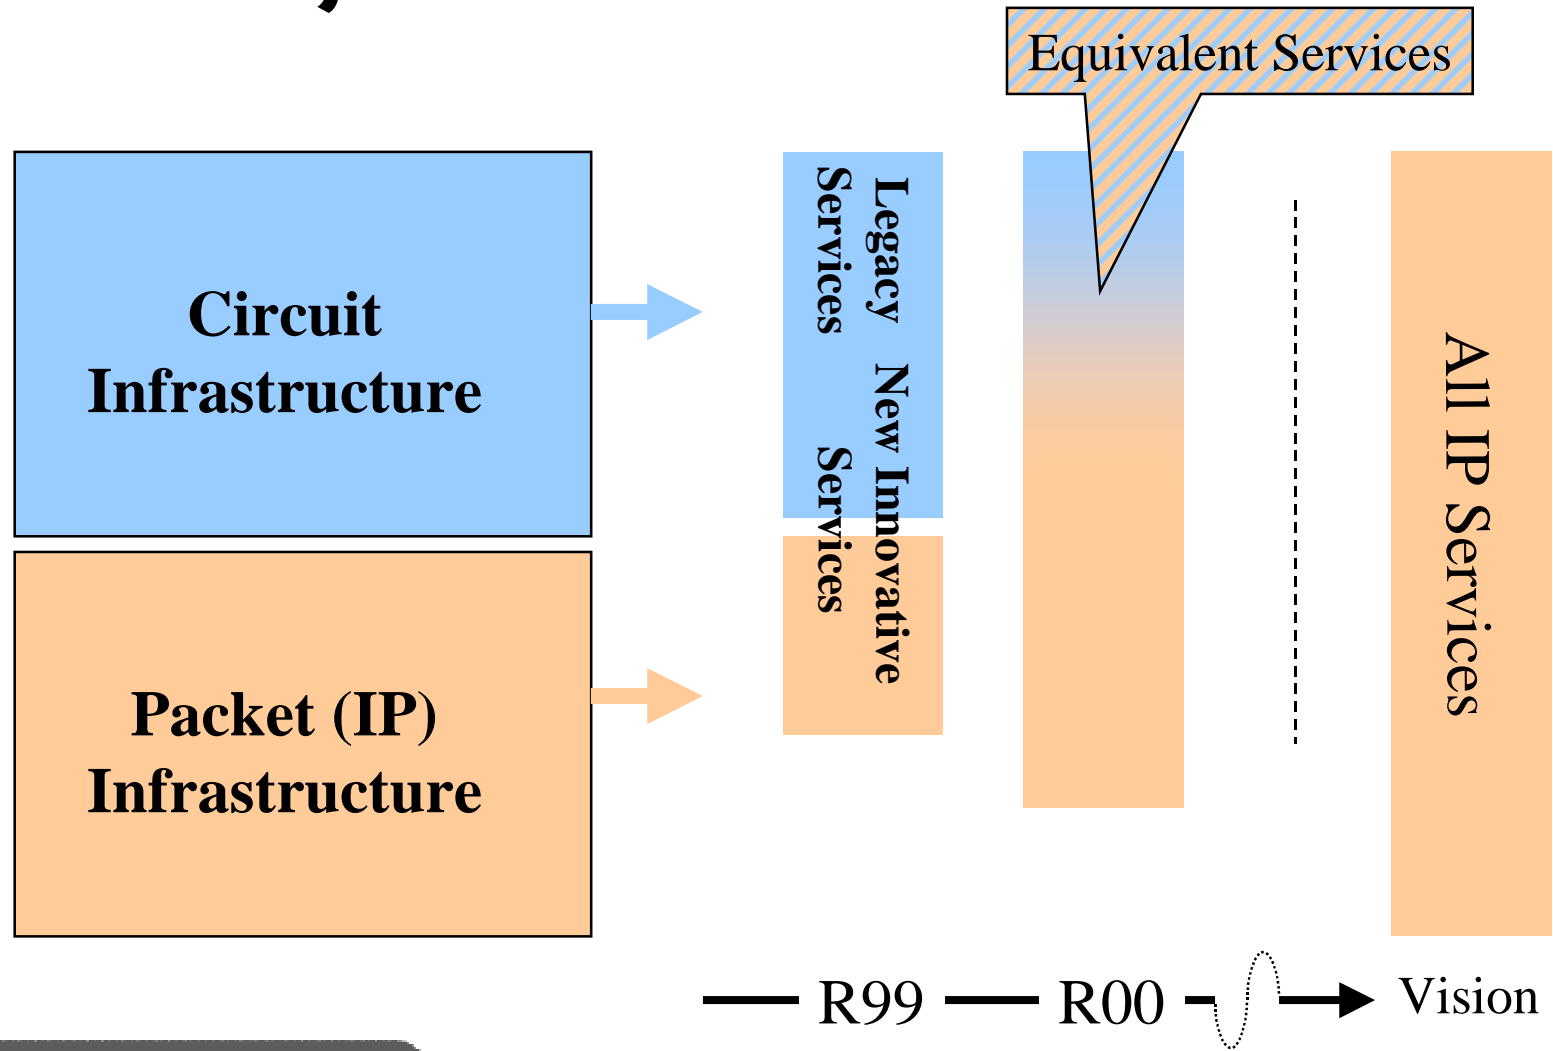 Equivalent Services
Circuit
Infrastructure
Packet (IP)
Infrastructure
Legacy
Services
New Innovative
Services
All IP Services
R99
R00
Vision